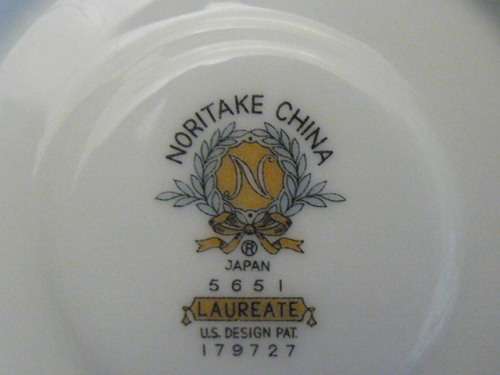 NORITAKE CHINA
N
®
JAPAN
5651
LAUREATE
U.S. DESIGN PAT.
179727